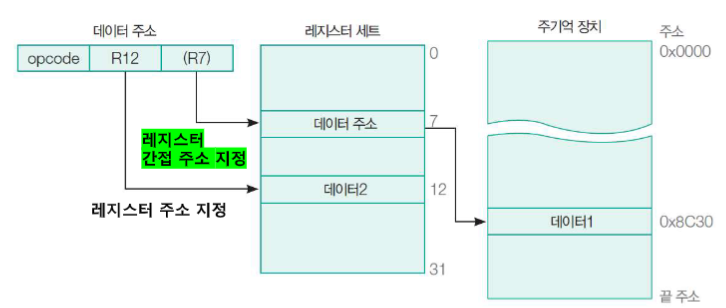 데이터 주소
opcode R12 (R7)
레지스터
간접 주소 지정
레지스터 주소 지정
레지스터 세트
0
데이터 주소 7
데이터2 12
31
주기억 장치
주소
0x0000
데이터1 0x8C30
끝 주소